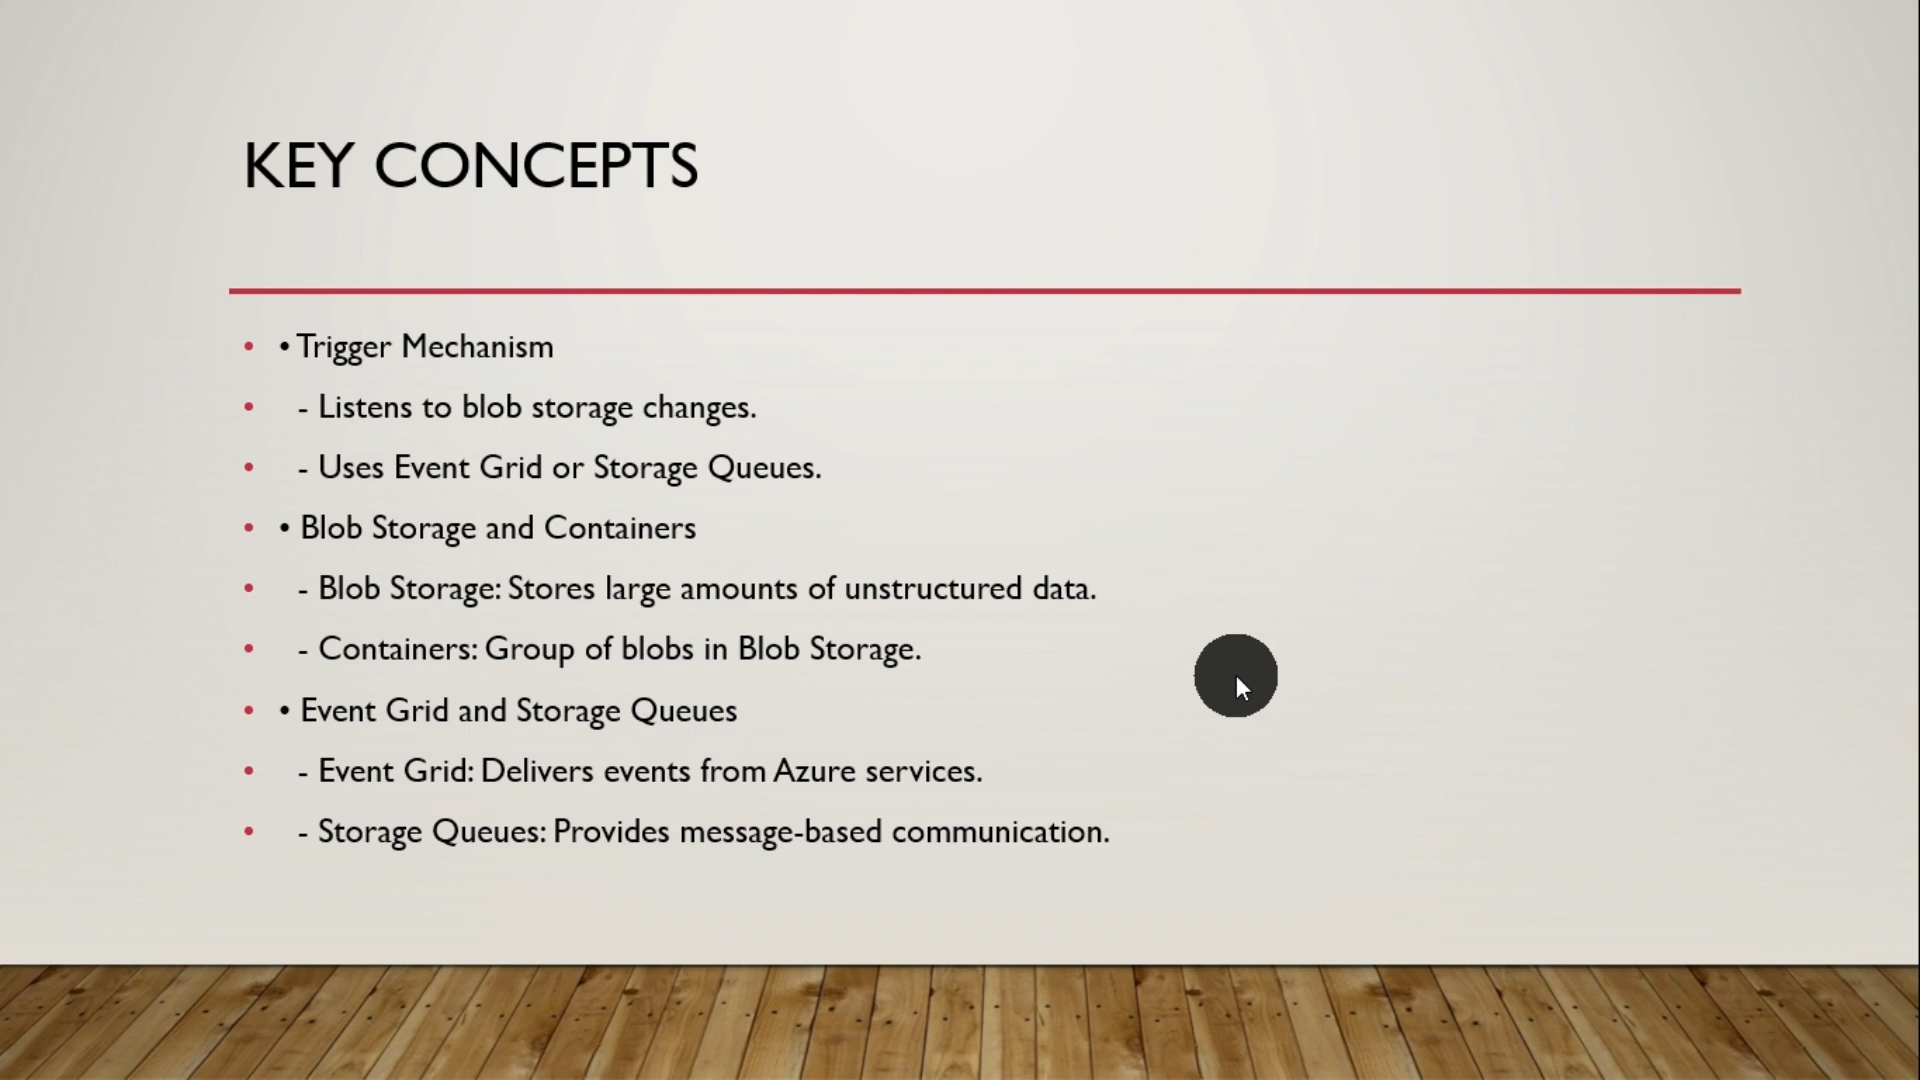 KEY CONCEPTS
• • Trigger Mechanism
• - Listens to blob storage changes.
• - Uses Event Grid or Storage Queues.
• • Blob Storage and Containers
• - Blob Storage: Stores large amounts of unstructured data.
• - Containers: Group of blobs in Blob Storage.
• • Event Grid and Storage Queues
• - Event Grid: Delivers events from Azure services.
• - Storage Queues: Provides message-based communication.